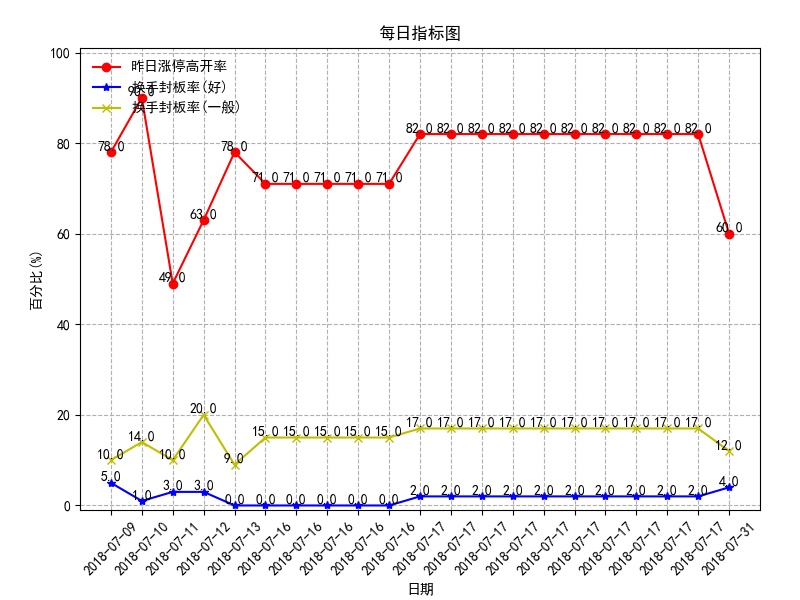 每日指标图
昨日涨停高开率
换手封板率(好)
换手封板率(一般)
百分比(%)
100
80
60
40
20
0
78.0 90.0 49.0 63.0 78.0 71.0 71.0 71.0 71.0 71.0 82.0 82.0 82.0 82.0 82.0 82.0 82.0 82.0 82.0 82.0 60.0
10.0 14.0 10.0 20.0 9.0 15.0 15.0 15.0 15.0 15.0 17.0 17.0 17.0 17.0 17.0 17.0 17.0 17.0 17.0 17.0 12.0
5.0 1.0 3.0 3.0 0.0 0.0 0.0 0.0 0.0 0.0 2.0 2.0 2.0 2.0 2.0 2.0 2.0 2.0 2.0 2.0 4.0
2018-07-09 2018-07-10 2018-07-11 2018-07-12 2018-07-13 2018-07-16 2018-07-16 2018-07-16 2018-07-16 2018-07-16 2018-07-17 2018-07-17 2018-07-17 2018-07-17 2018-07-17 2018-07-17 2018-07-17 2018-07-17 2018-07-17 2018-07-17 2018-07-31
日期